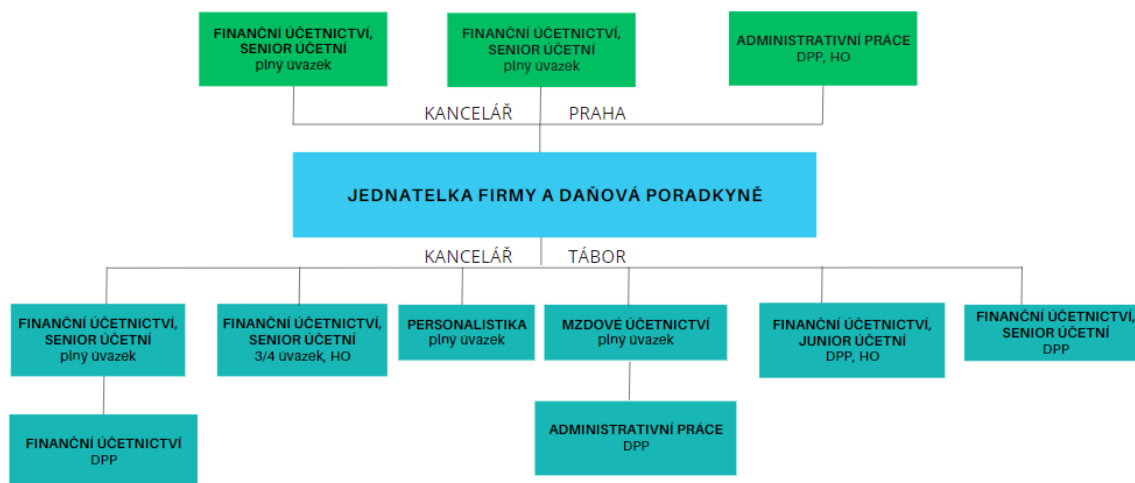 FINANČNÍ ÚČETNICTVÍ,
SENIOR ÚČETNÍ
plný úvazek
FINANČNÍ ÚČETNICTVÍ,
SENIOR ÚČETNÍ
plný úvazek
ADMINISTRATIVNÍ PRÁCE
DPP, HO
KANCELÁŘ PRAHA
JEDNATELKA FIRMY A DAŇOVÁ PORADKYNĚ
KANCELÁŘ TÁBOR
FINANČNÍ ÚČETNICTVÍ,
SENIOR ÚČETNÍ
plný úvazek
FINANČNÍ ÚČETNICTVÍ,
SENIOR ÚČETNÍ
3/4 úvazek, HO
PERSONALISTIKA
plný úvazek
MZDOVÉ ÚČETNICTVÍ
plný úvazek
FINANČNÍ ÚČETNICTVÍ,
JUNIOR ÚČETNÍ
DPP, HO
FINANČNÍ ÚČETNICTVÍ,
SENIOR ÚČETNÍ
DPP
FINANČNÍ ÚČETNICTVÍ
DPP
ADMINISTRATIVNÍ PRÁCE
DPP